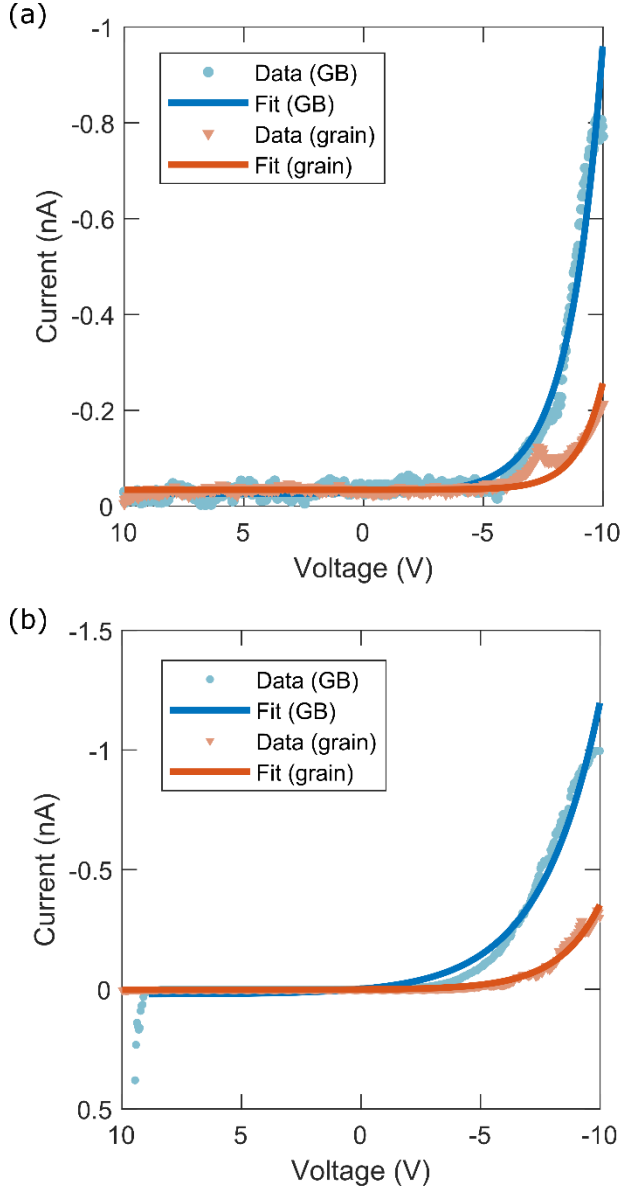 (a)
-1
-0.8
-0.6
-0.4
-0.2
0
Current (nA)
Data (GB)
Fit (GB)
Data (grain)
Fit (grain)
10 5 0 -5 -10
Voltage (V)
(b)
-1.5
-1
-0.5
0
0.5
Current (nA)
Data (GB)
Fit (GB)
Data (grain)
Fit (grain)
10 5 0 -5 -10
Voltage (V)